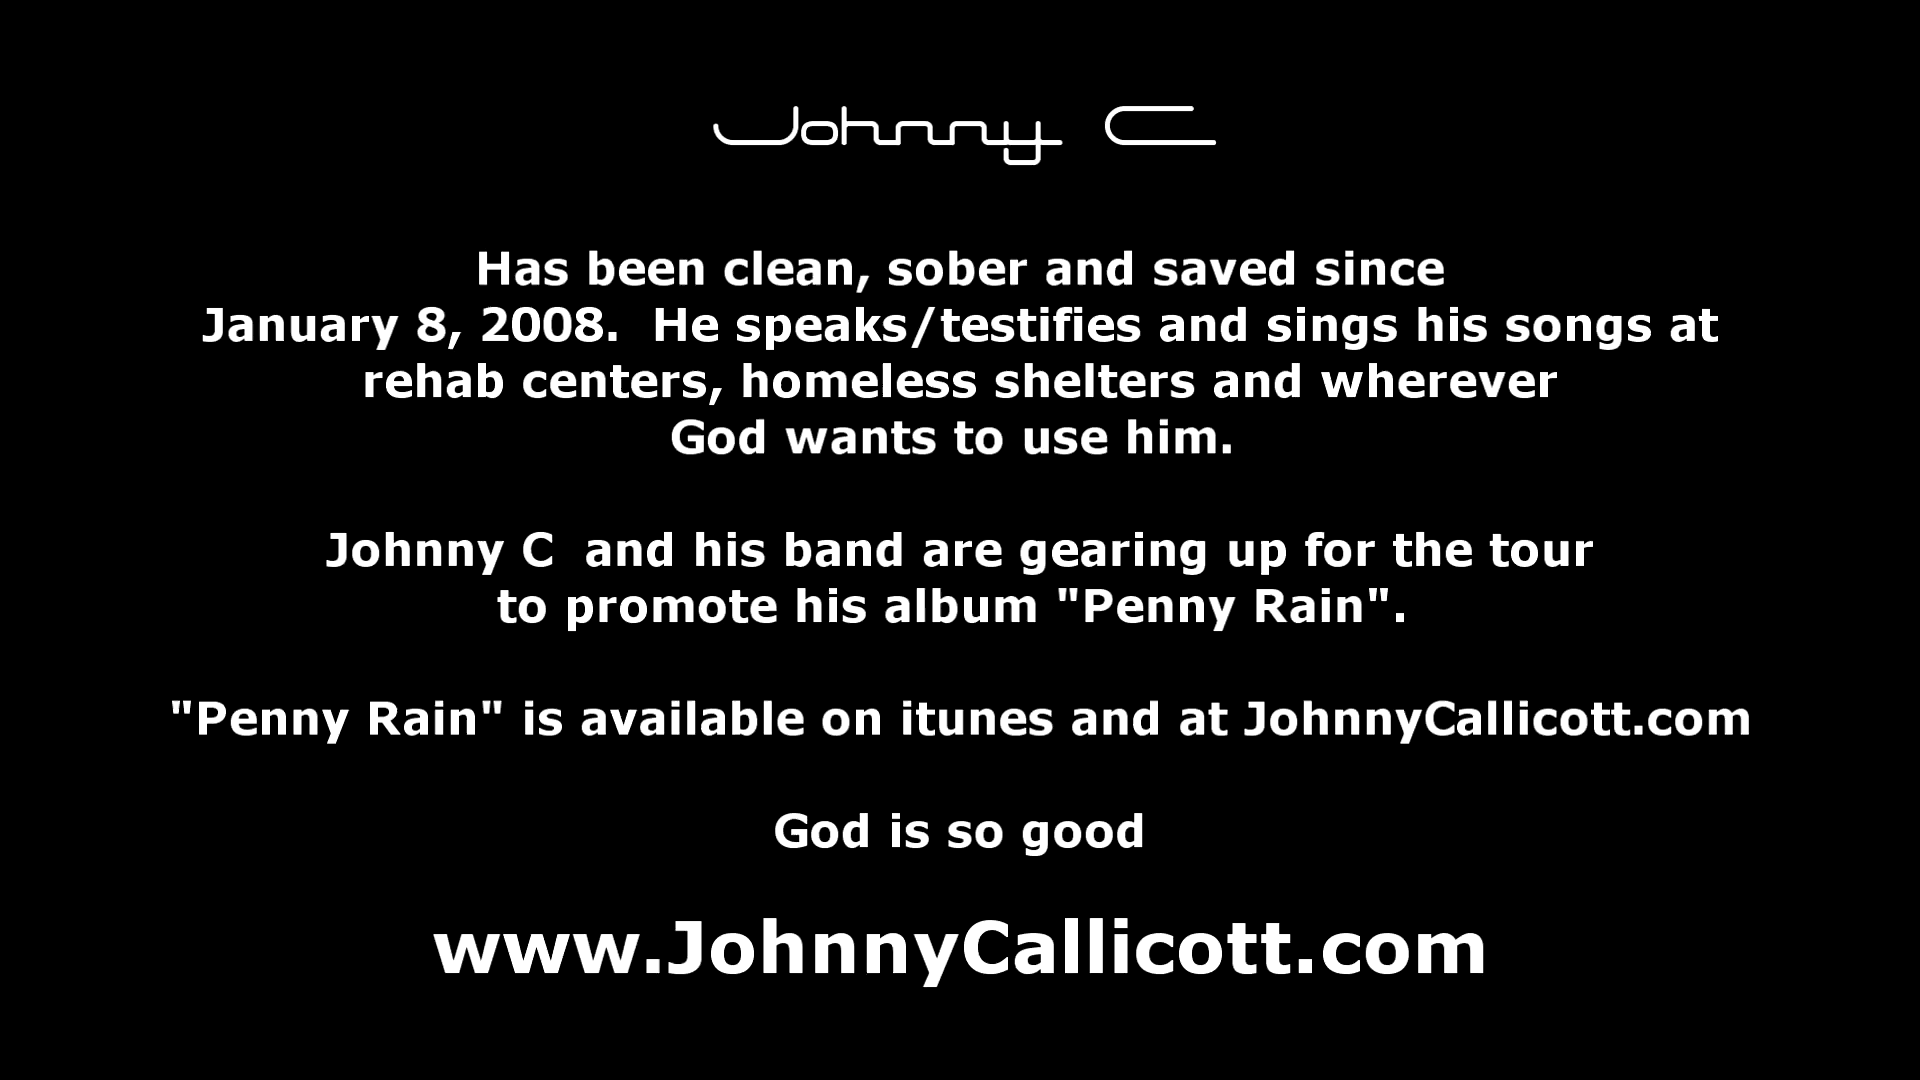 Johnny C
Has been clean, sober and saved since
January 8, 2008.  He speaks/testifies and sings his songs at
rehab centers, homeless shelters and wherever
God wants to use him.
Johnny C  and his band are gearing up for the tour
to promote his album "Penny Rain".
"Penny Rain" is available on itunes and at JohnnyCallicott.com
God is so good
www.JohnnyCallicott.com